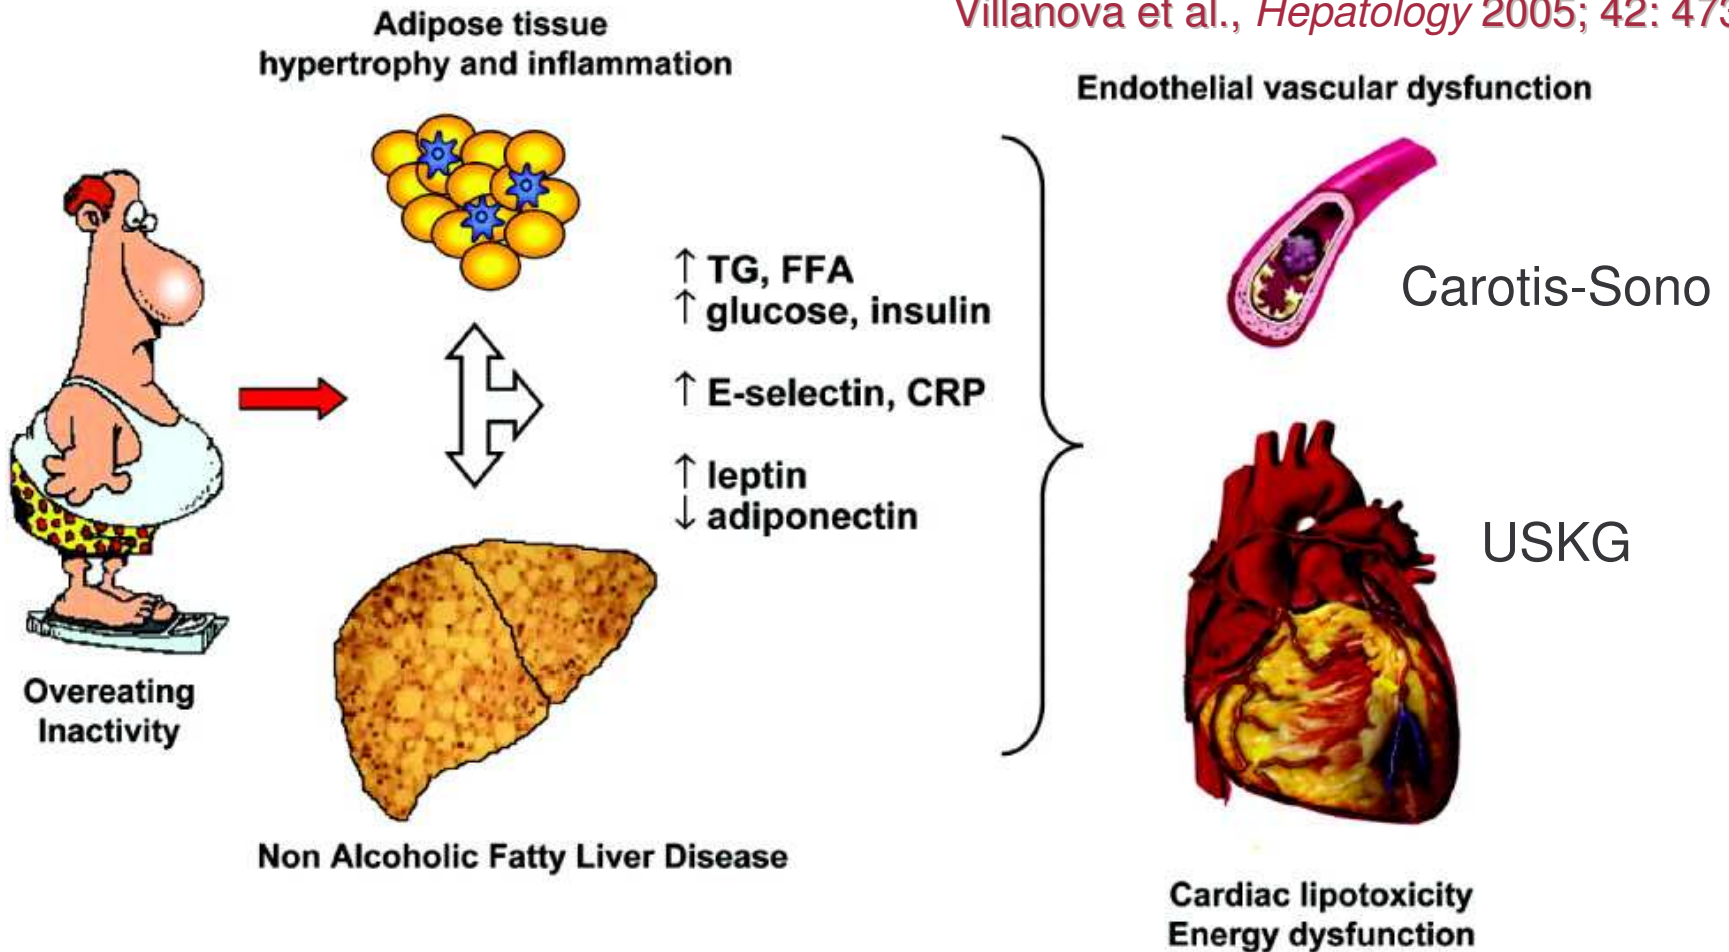 Villanova et al., Hepatology 2005; 42: 473
Adipose tissue
hypertrophy and inflammation
Endothelial vascular dysfunction
↑ TG, FFA
↑ glucose, insulin
↑ E-selectin, CRP
↑ leptin
↓ adiponectin
Carotis-Sono
USKG
Overeating
Inactivity
Non Alcoholic Fatty Liver Disease
Cardiac lipotoxicity
Energy dysfunction